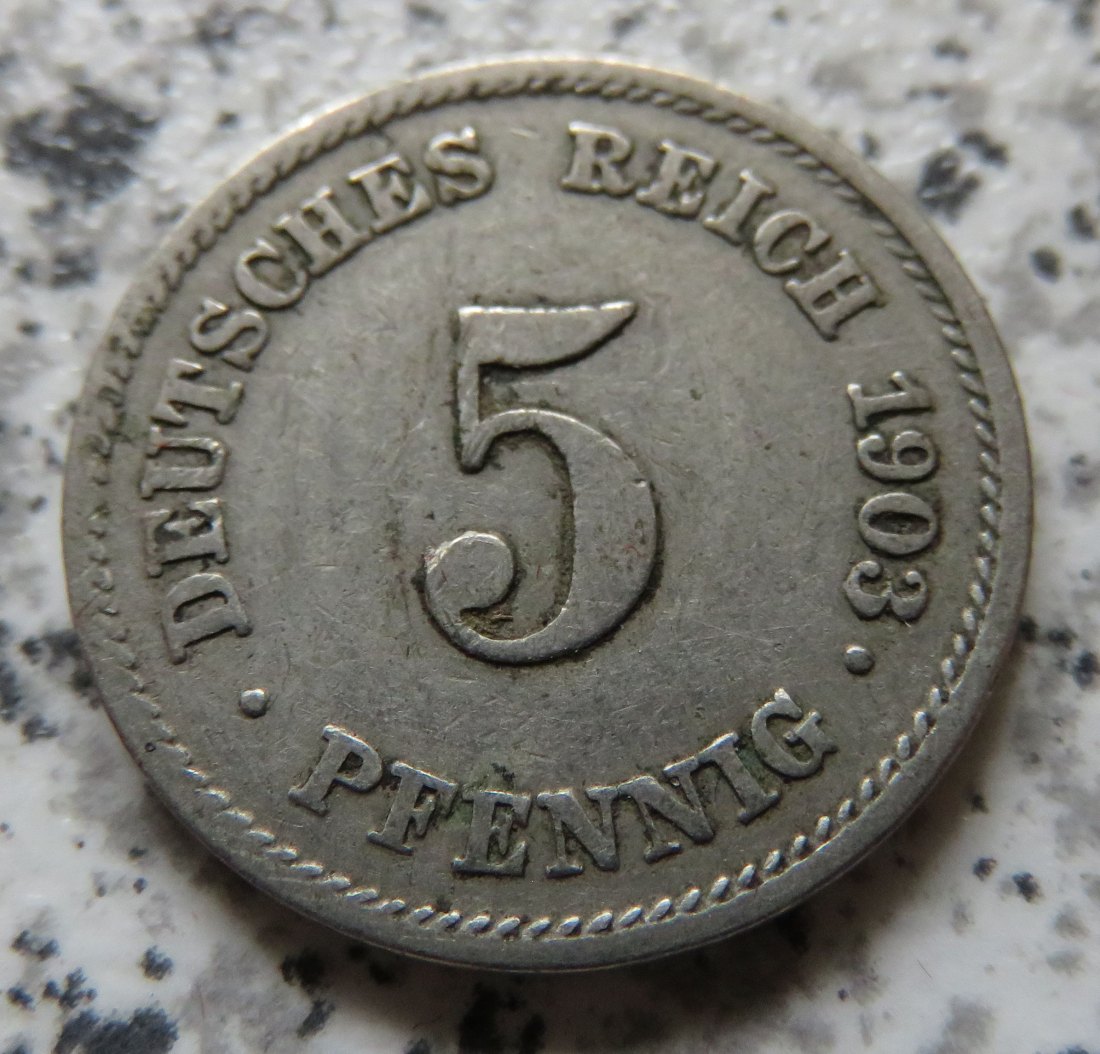 DEUTSCHES REICH 1903 ·
5
· PFENNIG